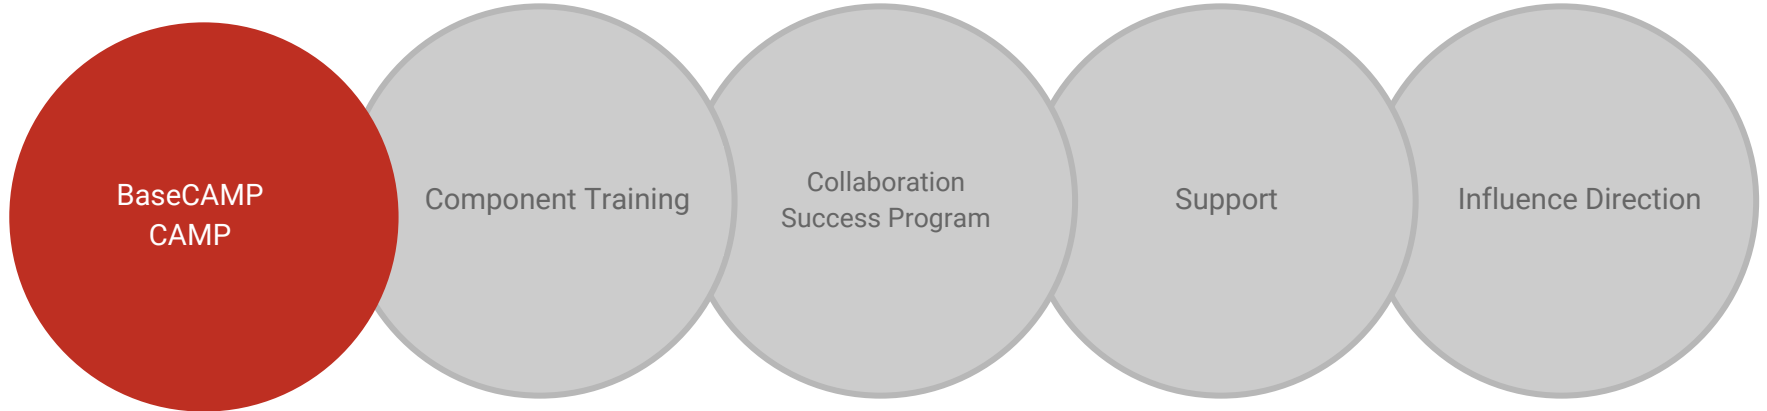 BaseCAMP
CAMP
Component Training
Collaboration
Success Program
Support
Influence Direction